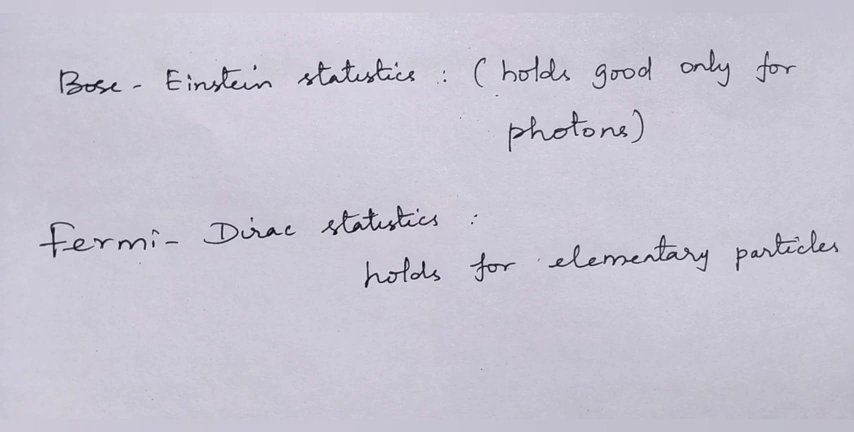 Bose - Einstein statistics : (holds good only for
photons)
Fermi - Dirac statistics :
holds for elementary particles